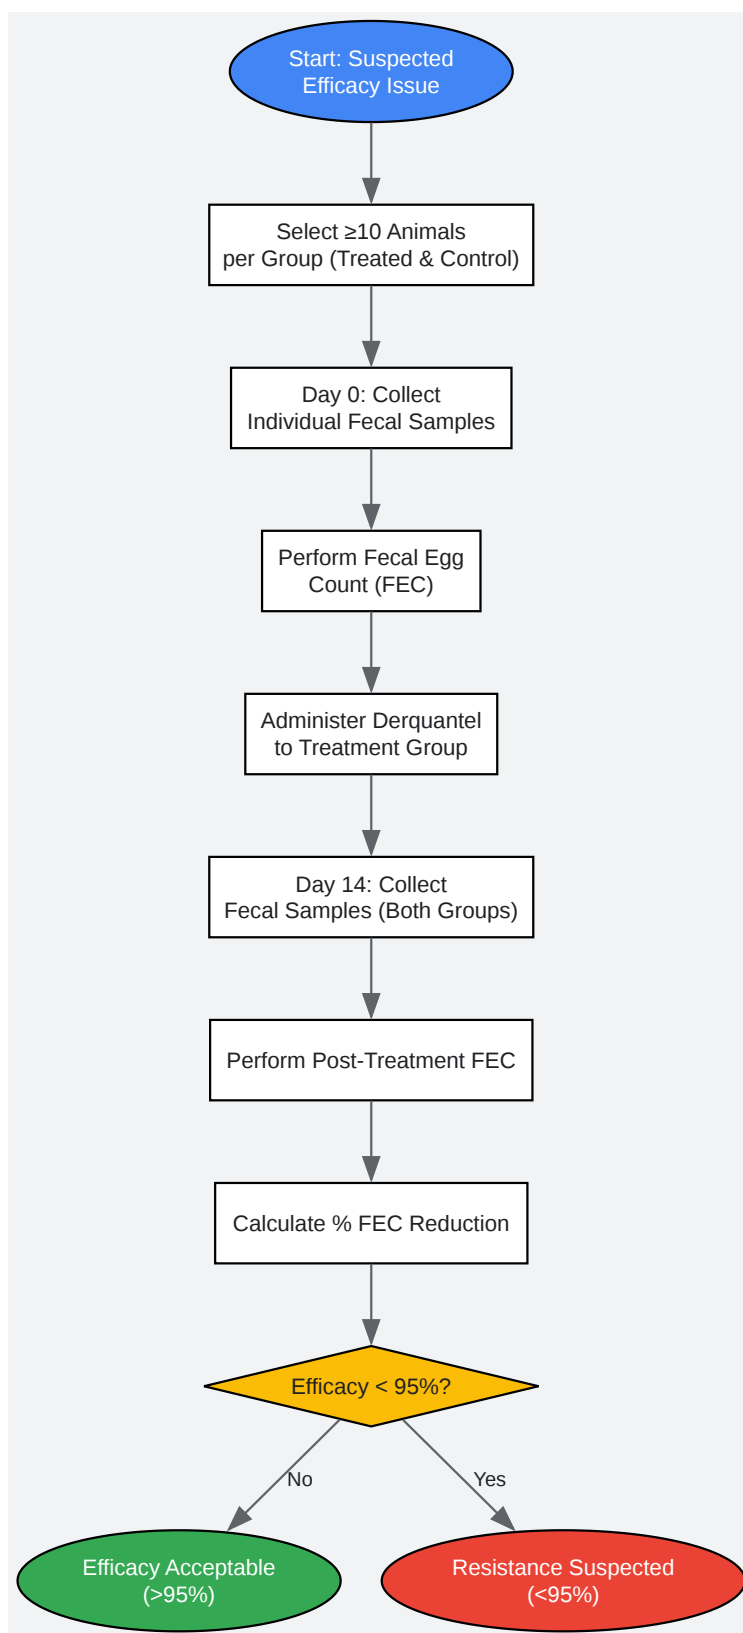 Start: Suspected
Efficacy Issue
Select ≥10 Animals
per Group (Treated & Control)
Day 0: Collect
Individual Fecal Samples
Perform Fecal Egg
Count (FEC)
Administer Derquantel
to Treatment Group
Day 14: Collect
Fecal Samples (Both Groups)
Perform Post-Treatment FEC
Calculate % FEC Reduction
Efficacy < 95%?
No
Yes
Efficacy Acceptable
(>95%)
Resistance Suspected
(<95%)